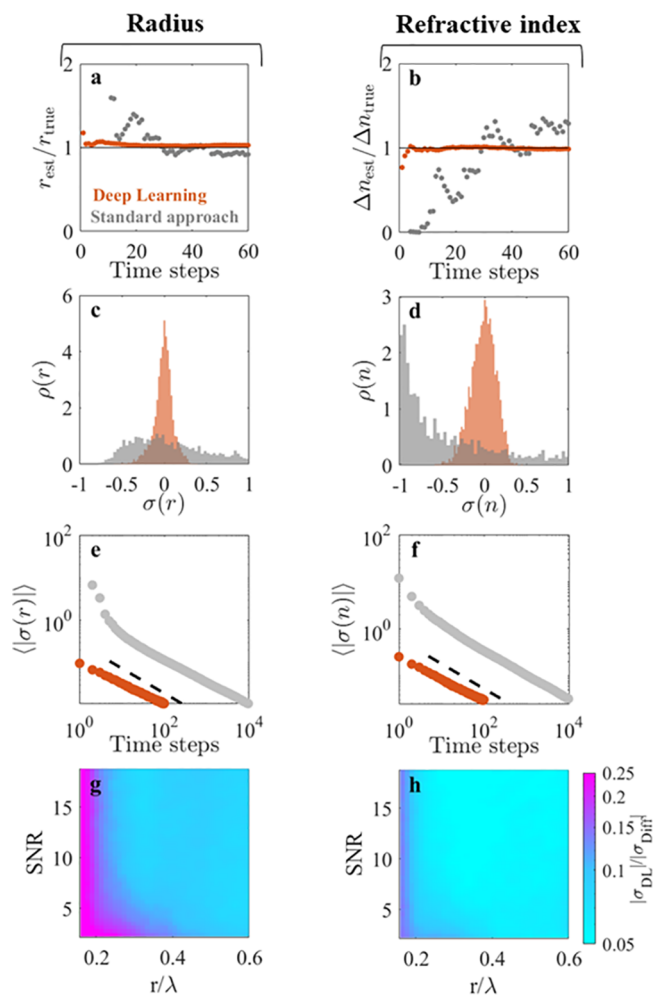 Radius
Refractive index
a
r_est/r_true
2
1
0
Deep Learning
Standard approach
0 20 40 60
Time steps
b
Δn_est/Δn_true
2
1
0
0 20 40 60
Time steps
c
ρ(r)
6
4
2
0
-1 -0.5 0 0.5 1
σ(r)
d
ρ(n)
3
2
1
0
-1 -0.5 0 0.5 1
σ(n)
e
⟨|σ(r)|⟩
10^2
10^0
10^0 10^2 10^4
Time steps
f
⟨|σ(n)|⟩
10^2
10^0
10^0 10^2 10^4
Time steps
g
SNR
15
10
5
0.2 0.4 0.6
r/λ
h
SNR
15
10
5
0.2 0.4 0.6
r/λ
0.25
0.2
0.15
0.1
0.05
|σ_DL|/|σ_Diff|